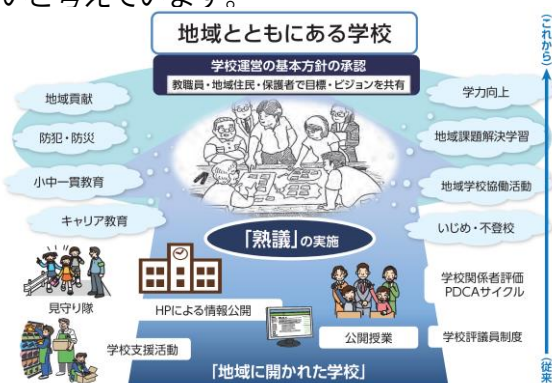 いと考えています。
地域とともにある学校
学校運営の基本方針の承認
教職員・地域住民・保護者で目標・ビジョンを共有
(これから)
地域貢献
学力向上
防犯・防災
地域課題解決学習
小中一貫教育
地域学校協働活動
キャリア教育
いじめ・不登校
「熟議」の実施
見守り隊
HPによる情報公開
学校関係者評価
PDCAサイクル
学校支援活動
公開授業
学校評議員制度
「地域に開かれた学校」
(従来